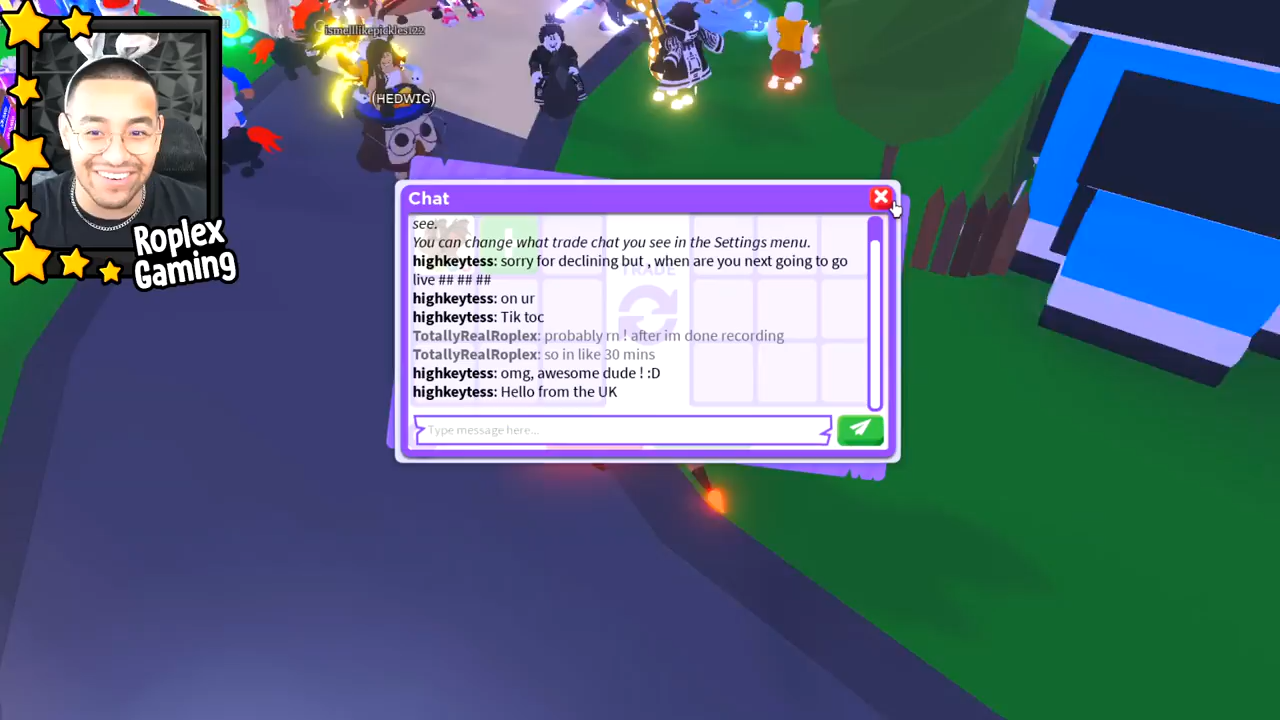 ismelllikepickles122
(HEDWIG)
Roplex
Gaming
Chat
see.
You can change what trade chat you see in the Settings menu.
highkeytess: sorry for declining but , when are you next going to go
live ## ## ##
highkeytess: on ur
highkeytess: Tik toc
TotallyRealRoplex: probably rn ! after im done recording
TotallyRealRoplex: so in like 30 mins
highkeytess: omg, awesome dude ! :D
highkeytess: Hello from the UK
TRADE
Type message here...